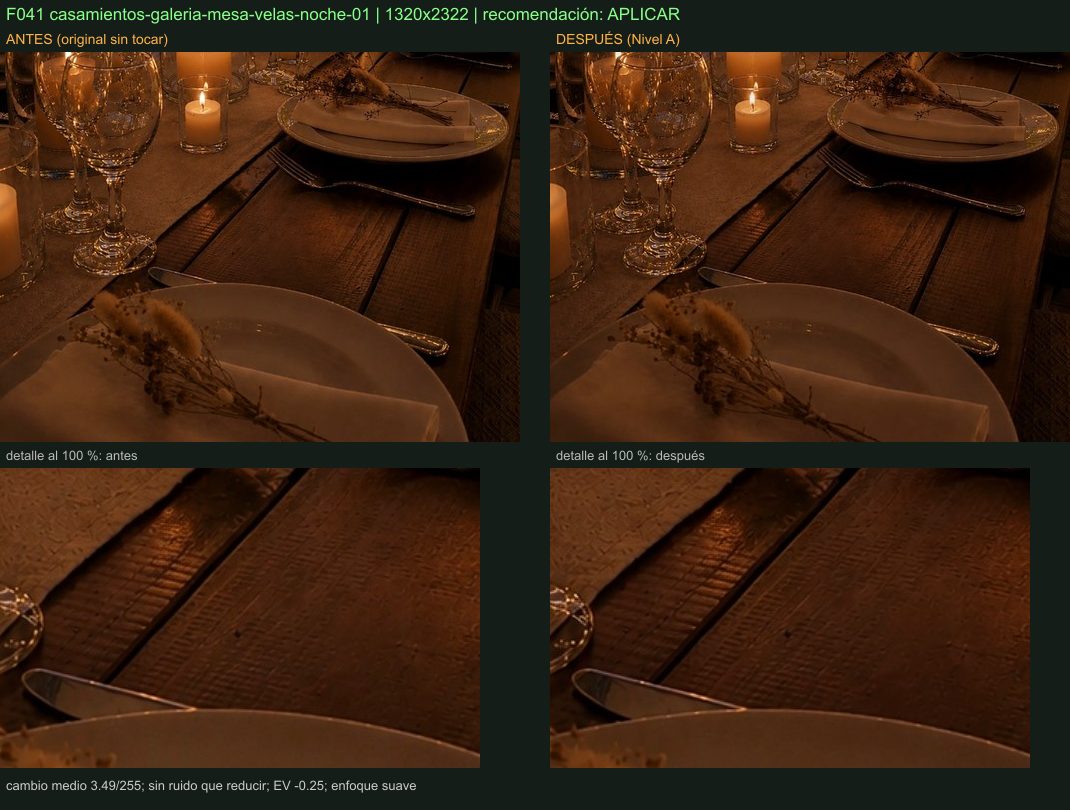 F041 casamientos-galeria-mesa-velas-noche-01 | 1320x2322 | recomendación: APLICAR
ANTES (original sin tocar)
DESPUÉS (Nivel A)
detalle al 100 %: antes
detalle al 100 %: después
cambio medio 3.49/255; sin ruido que reducir; EV -0.25; enfoque suave